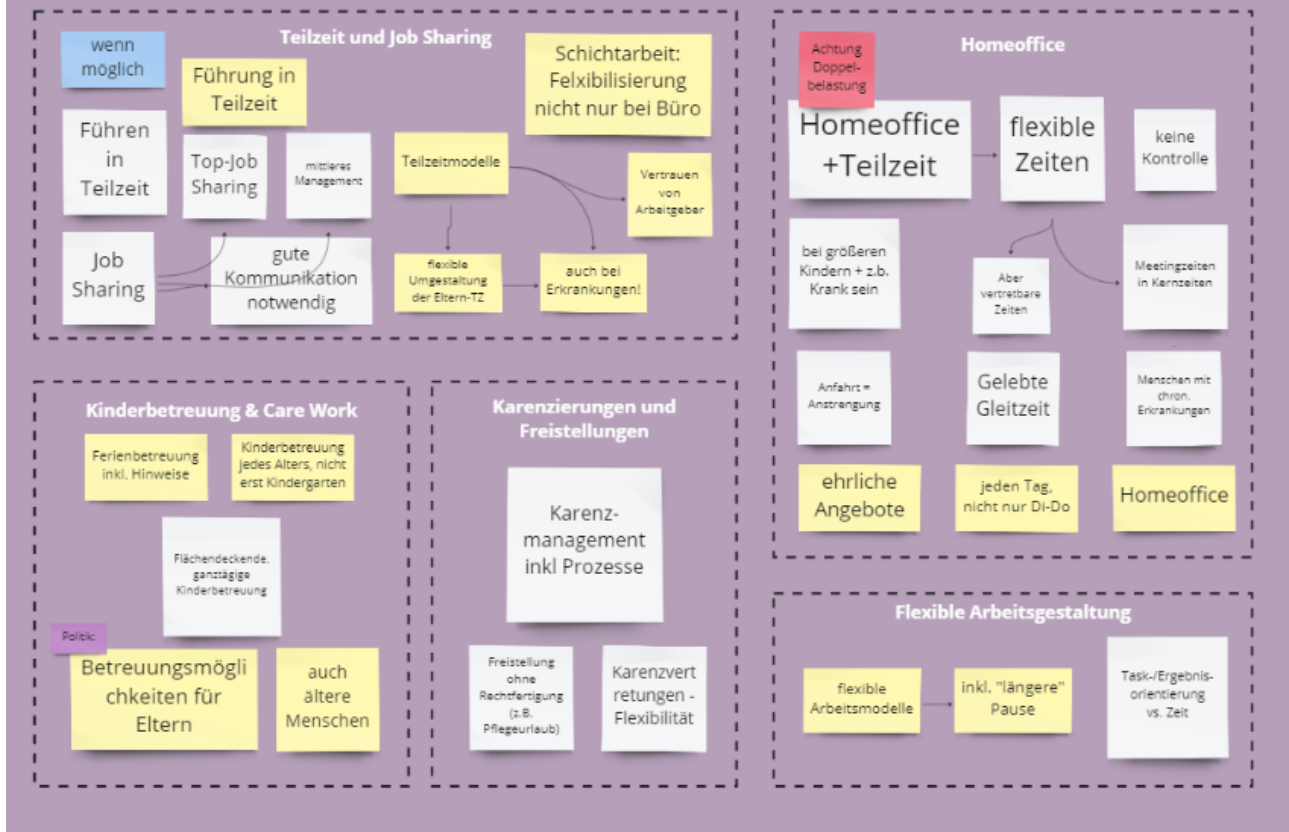 Teilzeit und Job Sharing
wenn
möglich
Führung in
Teilzeit
Schichtarbeit:
Felxibilisierung
nicht nur bei Büro
Führen
in
Teilzeit
Top-Job
Sharing
mittleres
Management
Teilzeitmodelle
Vertrauen
von
Arbeitgeber
Job
Sharing
gute
Kommunikation
notwendig
flexible
Umgestaltung
der Eltern-TZ
auch bei
Erkrankungen!
Homeoffice
Achtung
Doppel-
belastung
Homeoffice
+Teilzeit
flexible
Zeiten
keine
Kontrolle
bei größeren
Kindern + z.b.
Krank sein
Aber
vertretbare
Zeiten
Meetingzeiten
in Kernzeiten
Anfahrt =
Anstrengung
Gelebte
Gleitzeit
Menschen mit
chron.
Erkrankungen
ehrliche
Angebote
jeden Tag,
nicht nur Di-Do
Homeoffice
Kinderbetreuung & Care Work
Ferienbetreuung
inkl. Hinweise
Kinderbetreuung
jedes Alters, nicht
erst Kindergarten
Flächendeckende,
ganztägige
Kinderbetreuung
Politik:
Betreuungsmögli
chkeiten für
Eltern
auch
ältere
Menschen
Karenzierungen und
Freistellungen
Karenz-
management
inkl Prozesse
Freistellung
ohne
Rechtfertigung
(z.B.
Pflegeurlaub)
Karenzvert
retungen -
Flexibilität
Flexible Arbeitsgestaltung
flexible
Arbeitsmodelle
inkl. "längere"
Pause
Task-/Ergebnis-
orientierung
vs. Zeit